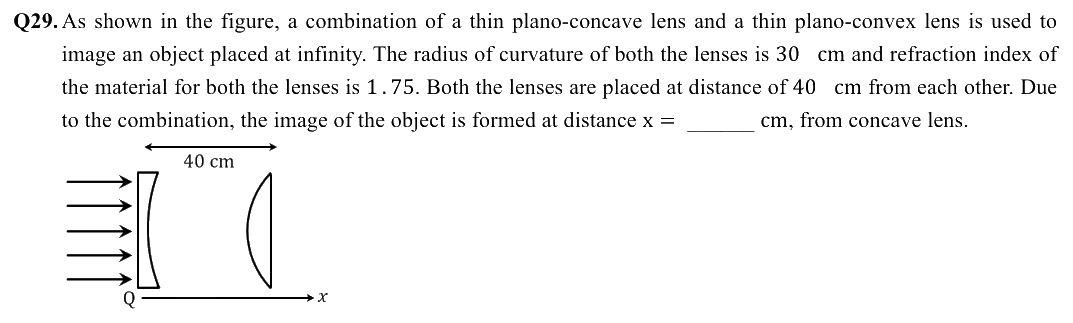 Q29. As shown in the figure, a combination of a thin plano-concave lens and a thin plano-convex lens is used to
image an object placed at infinity. The radius of curvature of both the lenses is 30 cm and refraction index of
the material for both the lenses is 1.75. Both the lenses are placed at distance of 40 cm from each other. Due
to the combination, the image of the object is formed at distance x = ______ cm, from concave lens.
40 cm
Q
x